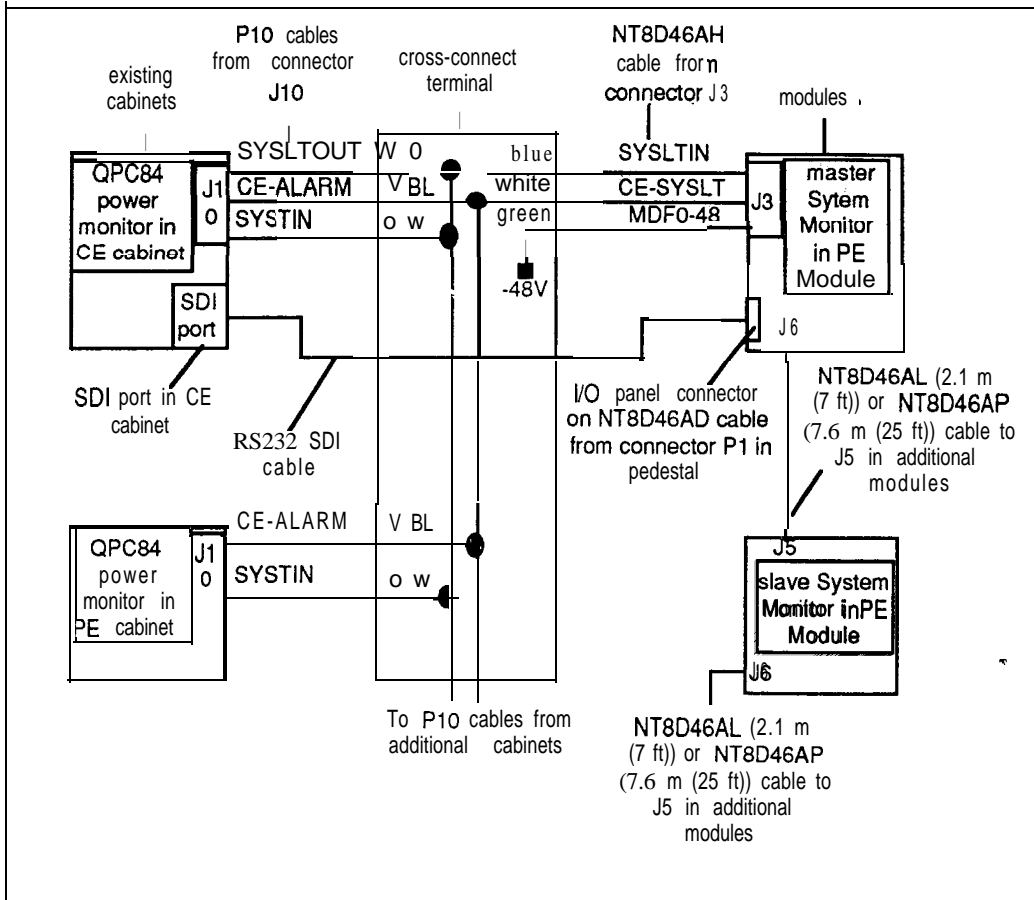 existing
cabinets
P10 cables
from connector
J10
cross-connect
terminal
NT8D46AH
cable from
connector J3
modules
QPC84
power
monitor in
CE cabinet
J1
0
SYSLTOUT W O
CE-ALARM V BL
SYSTIN O W
blue
white
green
-48V
SYSLTIN
CE-SYSLT
MDF0-48
J3
master
Sytem
Monitor
in PE
Module
SDI
port
J6
SDI port in CE
cabinet
RS232 SDI
cable
I/O panel connector
on NT8D46AD cable
from connector P1 in
pedestal
NT8D46AL (2.1 m
(7 ft)) or NT8D46AP
(7.6 m (25 ft)) cable to
J5 in additional
modules
QPC84
power
monitor in
PE cabinet
J1
0
CE-ALARM V BL
SYSTIN O W
J5
slave System
Monitor in PE
Module
J6
To P10 cables from
additional cabinets
NT8D46AL (2.1 m
(7 ft)) or NT8D46AP
(7.6 m (25 ft)) cable to
J5 in additional
modules